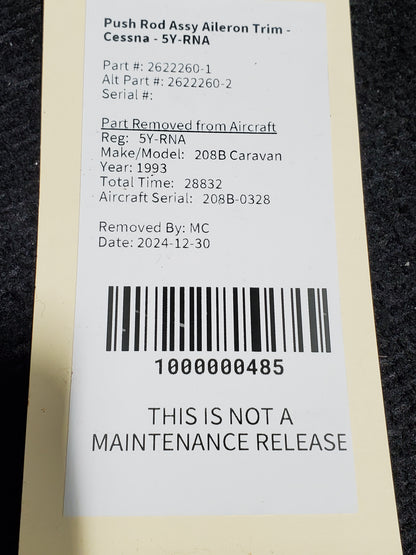 Push Rod Assy Aileron Trim -
Cessna - 5Y-RNA
Part #: 2622260-1
Alt Part #: 2622260-2
Serial #:
Part Removed from Aircraft
Reg: 5Y-RNA
Make/Model: 208B Caravan
Year: 1993
Total Time: 28832
Aircraft Serial: 208B-0328
Removed By: MC
Date: 2024-12-30
1000000485
THIS IS NOT A
MAINTENANCE RELEASE